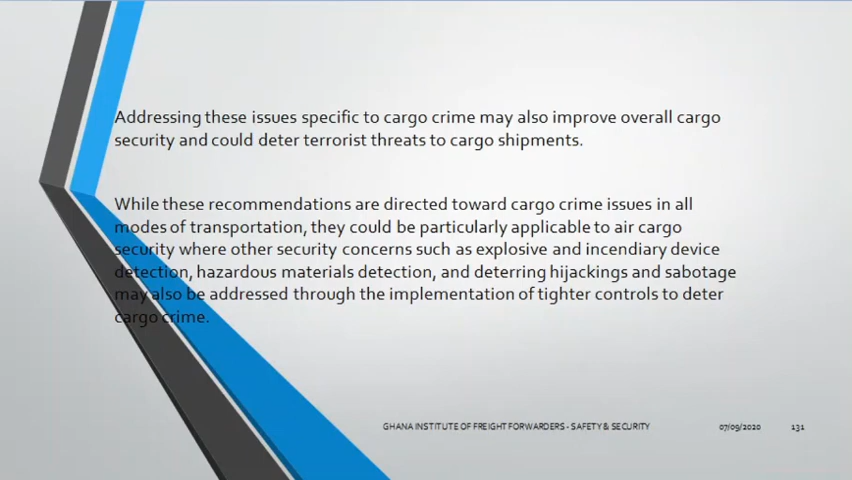 Addressing these issues specific to cargo crime may also improve overall cargo
security and could deter terrorist threats to cargo shipments.
While these recommendations are directed toward cargo crime issues in all
modes of transportation, they could be particularly applicable to air cargo
security where other security concerns such as explosive and incendiary device
detection, hazardous materials detection, and deterring hijackings and sabotage
may also be addressed through the implementation of tighter controls to deter
cargo crime.
GHANA INSTITUTE OF FREIGHT FORWARDERS - SAFETY & SECURITY 07/09/2020 131